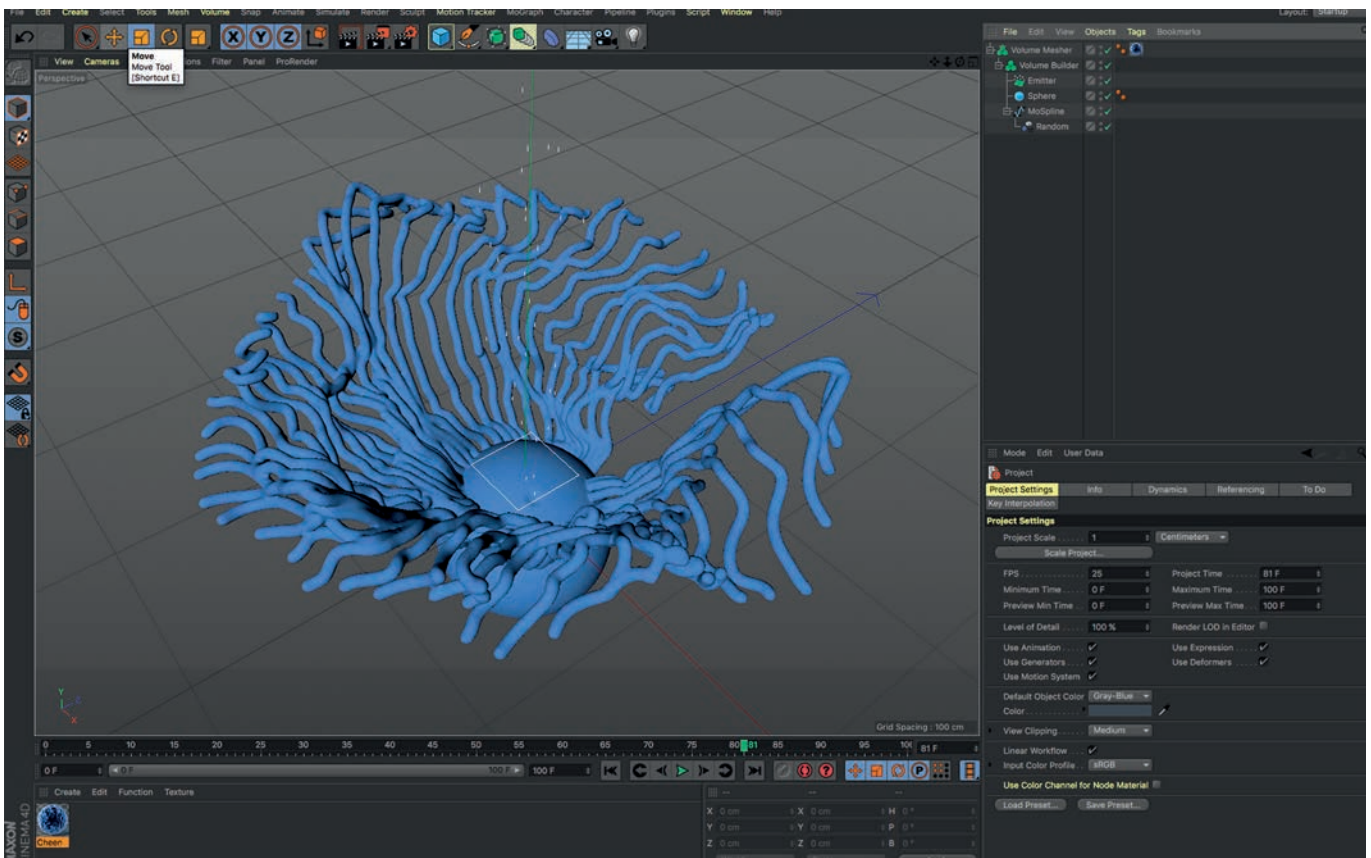 File Edit Create Select Tools Mesh Volume Snap Animate Simulate Render Sculpt Motion Tracker MoGraph Character Pipeline Plugins Script Window Help Layout: Startup
File Edit View Objects Tags Bookmarks
X Y Z
View Cameras Filter Panel ProRender
Move
Move Tool
[Shortcut E]
Perspective
Volume Mesher
Volume Builder
Emitter
Sphere
MoSpline
Random
S
Mode Edit User Data
Project
Project Settings Info Dynamics Referencing To Do
Key Interpolation
Project Settings
Project Scale 1 Centimeters
Scale Project...
FPS 25 Project Time 81 F
Minimum Time 0 F Maximum Time 100 F
Preview Min Time 0 F Preview Max Time 100 F
Level of Detail 100 % Render LOD in Editor
Use Animation Use Expression
Use Generators Use Deformers
Use Motion System
Default Object Color Gray-Blue
Color
View Clipping Medium
Linear Workflow
Input Color Profile sRGB
Use Color Channel for Node Material
Load Preset... Save Preset...
Y
Z
X
Grid Spacing : 100 cm
0 5 10 15 20 25 30 35 40 45 50 55 60 65 70 75 80 81 85 90 95 81 F
0 F 0 F 100 F 100 F P
Create Edit Function Texture
-- -- --
X 0 cm X 0 cm H 0 °
Y 0 cm Y 0 cm P 0 °
Z 0 cm Z 0 cm B 0 °
Cheen
AXON
INEMA 4D